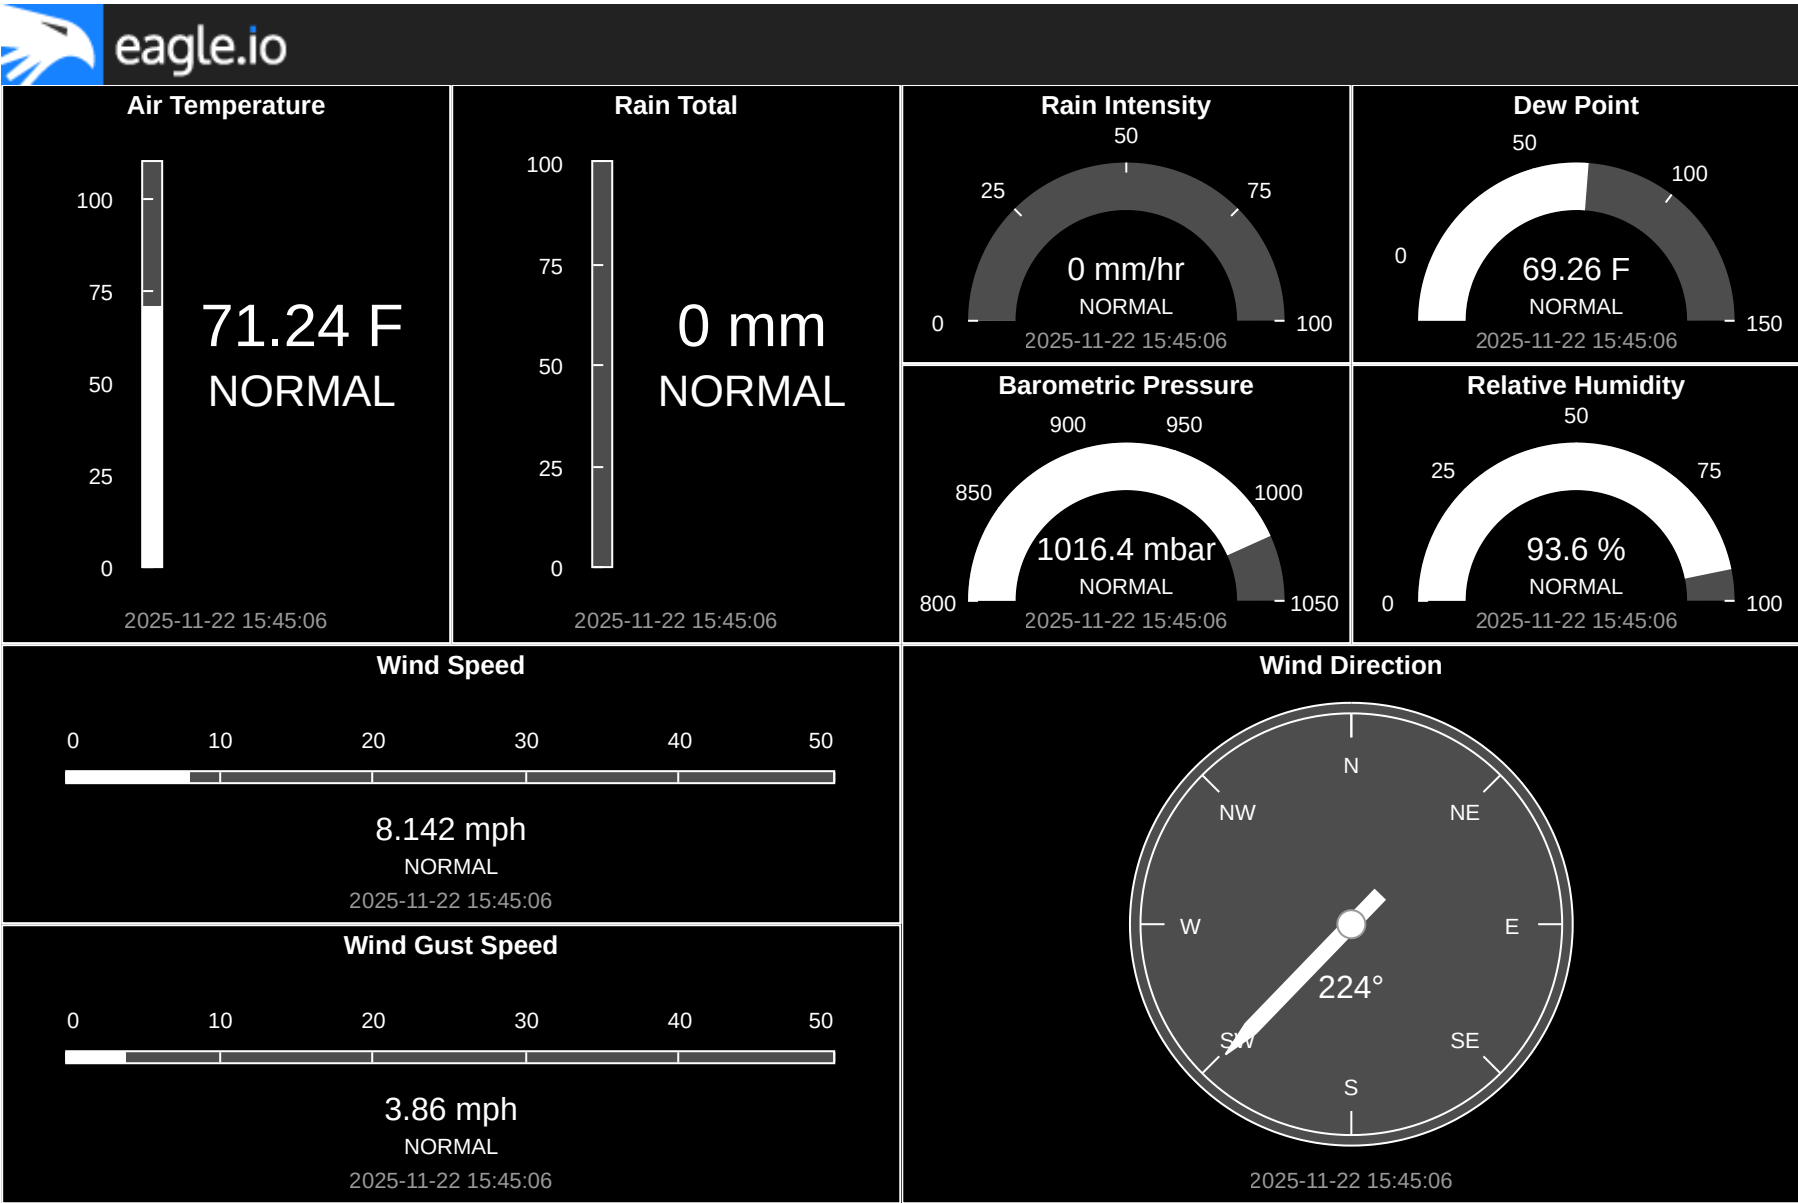 eagle.io
Air Temperature
100
75
50
25
0
71.24 F
NORMAL
2025-11-22 15:45:06
Rain Total
100
75
50
25
0
0 mm
NORMAL
2025-11-22 15:45:06
Rain Intensity
50
25
75
0
100
0 mm/hr
NORMAL
2025-11-22 15:45:06
Dew Point
50
100
0
150
69.26 F
NORMAL
2025-11-22 15:45:06
Barometric Pressure
900
950
850
1000
800
1050
1016.4 mbar
NORMAL
2025-11-22 15:45:06
Relative Humidity
50
25
75
0
100
93.6 %
NORMAL
2025-11-22 15:45:06
Wind Speed
0 10 20 30 40 50
8.142 mph
NORMAL
2025-11-22 15:45:06
Wind Gust Speed
0 10 20 30 40 50
3.86 mph
NORMAL
2025-11-22 15:45:06
Wind Direction
N
NW
NE
W
E
224°
SW
SE
S
2025-11-22 15:45:06